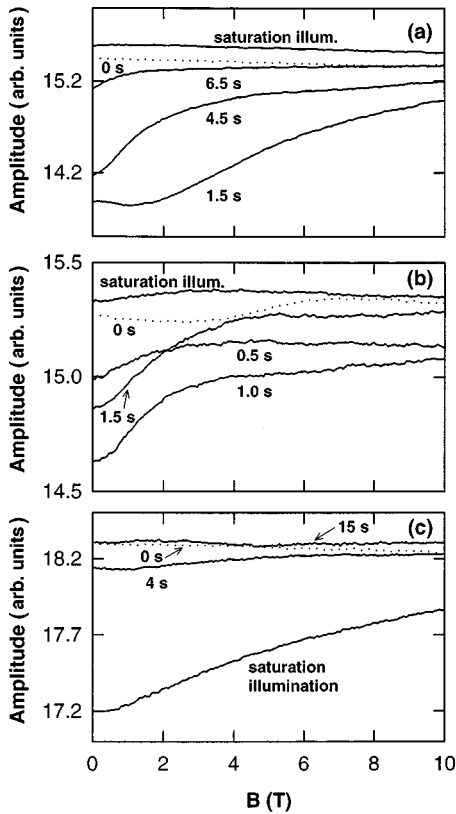 (a)
saturation illum.
0 s
6.5 s
4.5 s
1.5 s
15.2
14.2
Amplitude (arb. units)
(b)
saturation illum.
0 s
0.5 s
1.0 s
1.5 s
15.5
15.0
14.5
Amplitude (arb. units)
(c)
15 s
0 s
4 s
saturation
illumination
18.2
17.7
17.2
Amplitude (arb. units)
0 2 4 6 8 10
B (T)